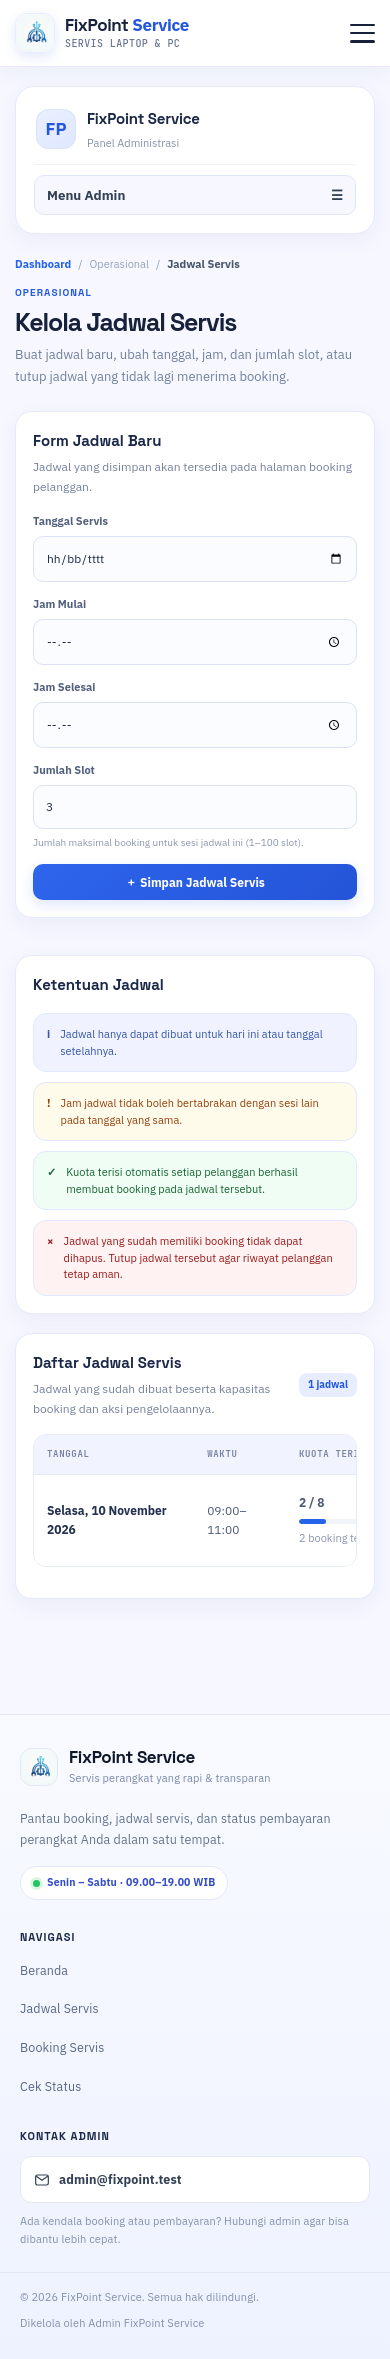 FixPoint Service
SERVIS LAPTOP & PC
FP
FixPoint Service
Panel Administrasi
Menu Admin ☰
Dashboard / Operasional / Jadwal Servis
OPERASIONAL
Kelola Jadwal Servis
Buat jadwal baru, ubah tanggal, jam, dan jumlah slot, atau
tutup jadwal yang tidak lagi menerima booking.
Form Jadwal Baru
Jadwal yang disimpan akan tersedia pada halaman booking
pelanggan.
Tanggal Servis
hh/bb/tttt
Jam Mulai
--.--
Jam Selesai
--.--
Jumlah Slot
3
Jumlah maksimal booking untuk sesi jadwal ini (1–100 slot).
+ Simpan Jadwal Servis
Ketentuan Jadwal
i Jadwal hanya dapat dibuat untuk hari ini atau tanggal
setelahnya.
! Jam jadwal tidak boleh bertabrakan dengan sesi lain
pada tanggal yang sama.
✓ Kuota terisi otomatis setiap pelanggan berhasil
membuat booking pada jadwal tersebut.
× Jadwal yang sudah memiliki booking tidak dapat
dihapus. Tutup jadwal tersebut agar riwayat pelanggan
tetap aman.
Daftar Jadwal Servis
Jadwal yang sudah dibuat beserta kapasitas
booking dan aksi pengelolaannya.
1 jadwal
TANGGAL WAKTU KUOTA TERI
Selasa, 10 November
2026
09:00–
11:00
2 / 8
2 booking te
FixPoint Service
Servis perangkat yang rapi & transparan
Pantau booking, jadwal servis, dan status pembayaran
perangkat Anda dalam satu tempat.
Senin – Sabtu · 09.00–19.00 WIB
NAVIGASI
Beranda
Jadwal Servis
Booking Servis
Cek Status
KONTAK ADMIN
admin@fixpoint.test
Ada kendala booking atau pembayaran? Hubungi admin agar bisa
dibantu lebih cepat.
© 2026 FixPoint Service. Semua hak dilindungi.
Dikelola oleh Admin FixPoint Service